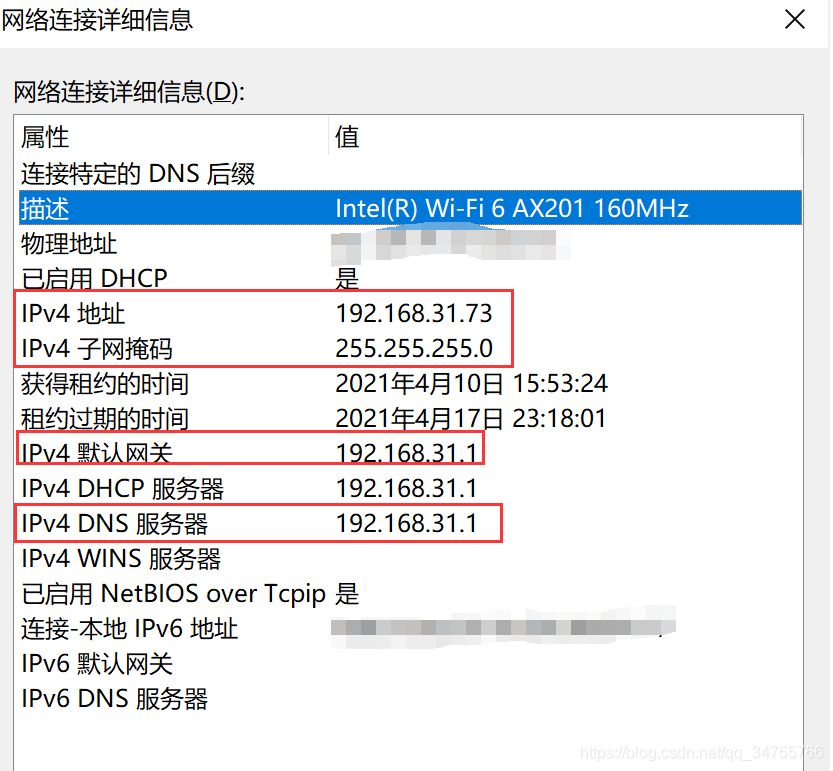 网络连接详细信息
网络连接详细信息(D):
属性 值
连接特定的 DNS 后缀
描述 Intel(R) Wi-Fi 6 AX201 160MHz
物理地址
已启用 DHCP 是
IPv4 地址 192.168.31.73
IPv4 子网掩码 255.255.255.0
获得租约的时间 2021年4月10日 15:53:24
租约过期的时间 2021年4月17日 23:18:01
IPv4 默认网关 192.168.31.1
IPv4 DHCP 服务器 192.168.31.1
IPv4 DNS 服务器 192.168.31.1
IPv4 WINS 服务器
已启用 NetBIOS over Tcpip 是
连接-本地 IPv6 地址
IPv6 默认网关
IPv6 DNS 服务器
https://blog.csdn.net/qq_34755766